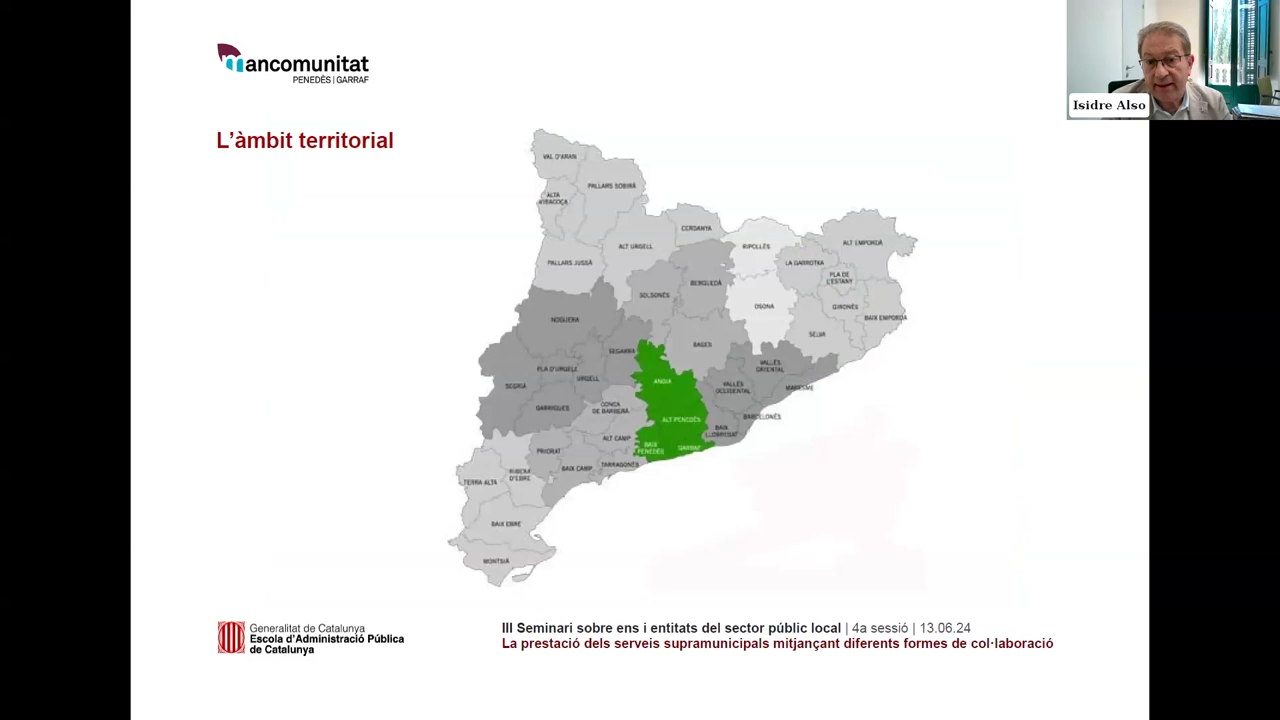 mancomunitat
PENEDÈS | GARRAF
Isidre Also
L'àmbit territorial
VAL D'ARAN
PALLARS SOBIRÀ
ALTA
RIBAGOÇA
CERDANYA
ALT URGELL
RIPOLLÈS
ALT EMPORDÀ
PALLARS JUSSÀ
LA GARROTXA
PLA DE
L'ESTANY
BERGUEDÀ
SOLSONÈS
OSONA
GIRONÈS
BAIX EMPORDÀ
NOGUERA
SELVA
BAGES
SEGARRA
VALLÈS
ORIENTAL
PLA D'URGELL
URGELL
ANOIA
SEGRIÀ
VALLÈS
OCCIDENTAL
MARESME
GARRIGUES
CONCA
DE BARBERÀ
ALT PENEDÈS
BARCELONÈS
BAIX
LLOBREGAT
ALT CAMP
BAIX
PENEDÈS
GARRAF
PRIORAT
BAIX CAMP
TARRAGONÈS
RIBERA
D'EBRE
TERRA ALTA
BAIX EBRE
MONTSIÀ
Generalitat de Catalunya
Escola d'Administració Pública
de Catalunya
III Seminari sobre ens i entitats del sector públic local | 4a sessió | 13.06.24
La prestació dels serveis supramunicipals mitjançant diferents formes de col·laboració